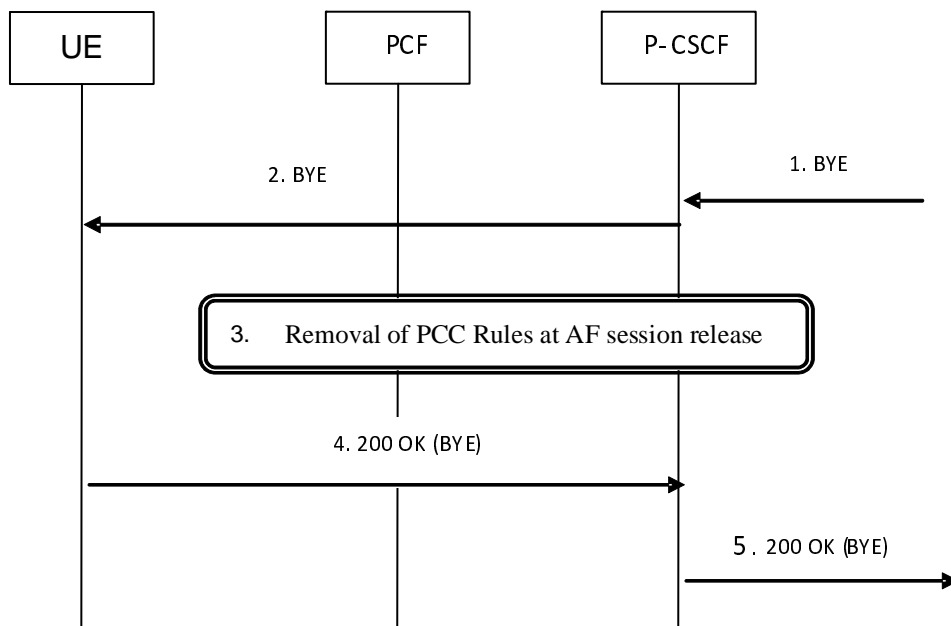 UE
PCF
P-CSCF
1. BYE
2. BYE
3. Removal of PCC Rules at AF session release
4. 200 OK (BYE)
5. 200 OK (BYE)